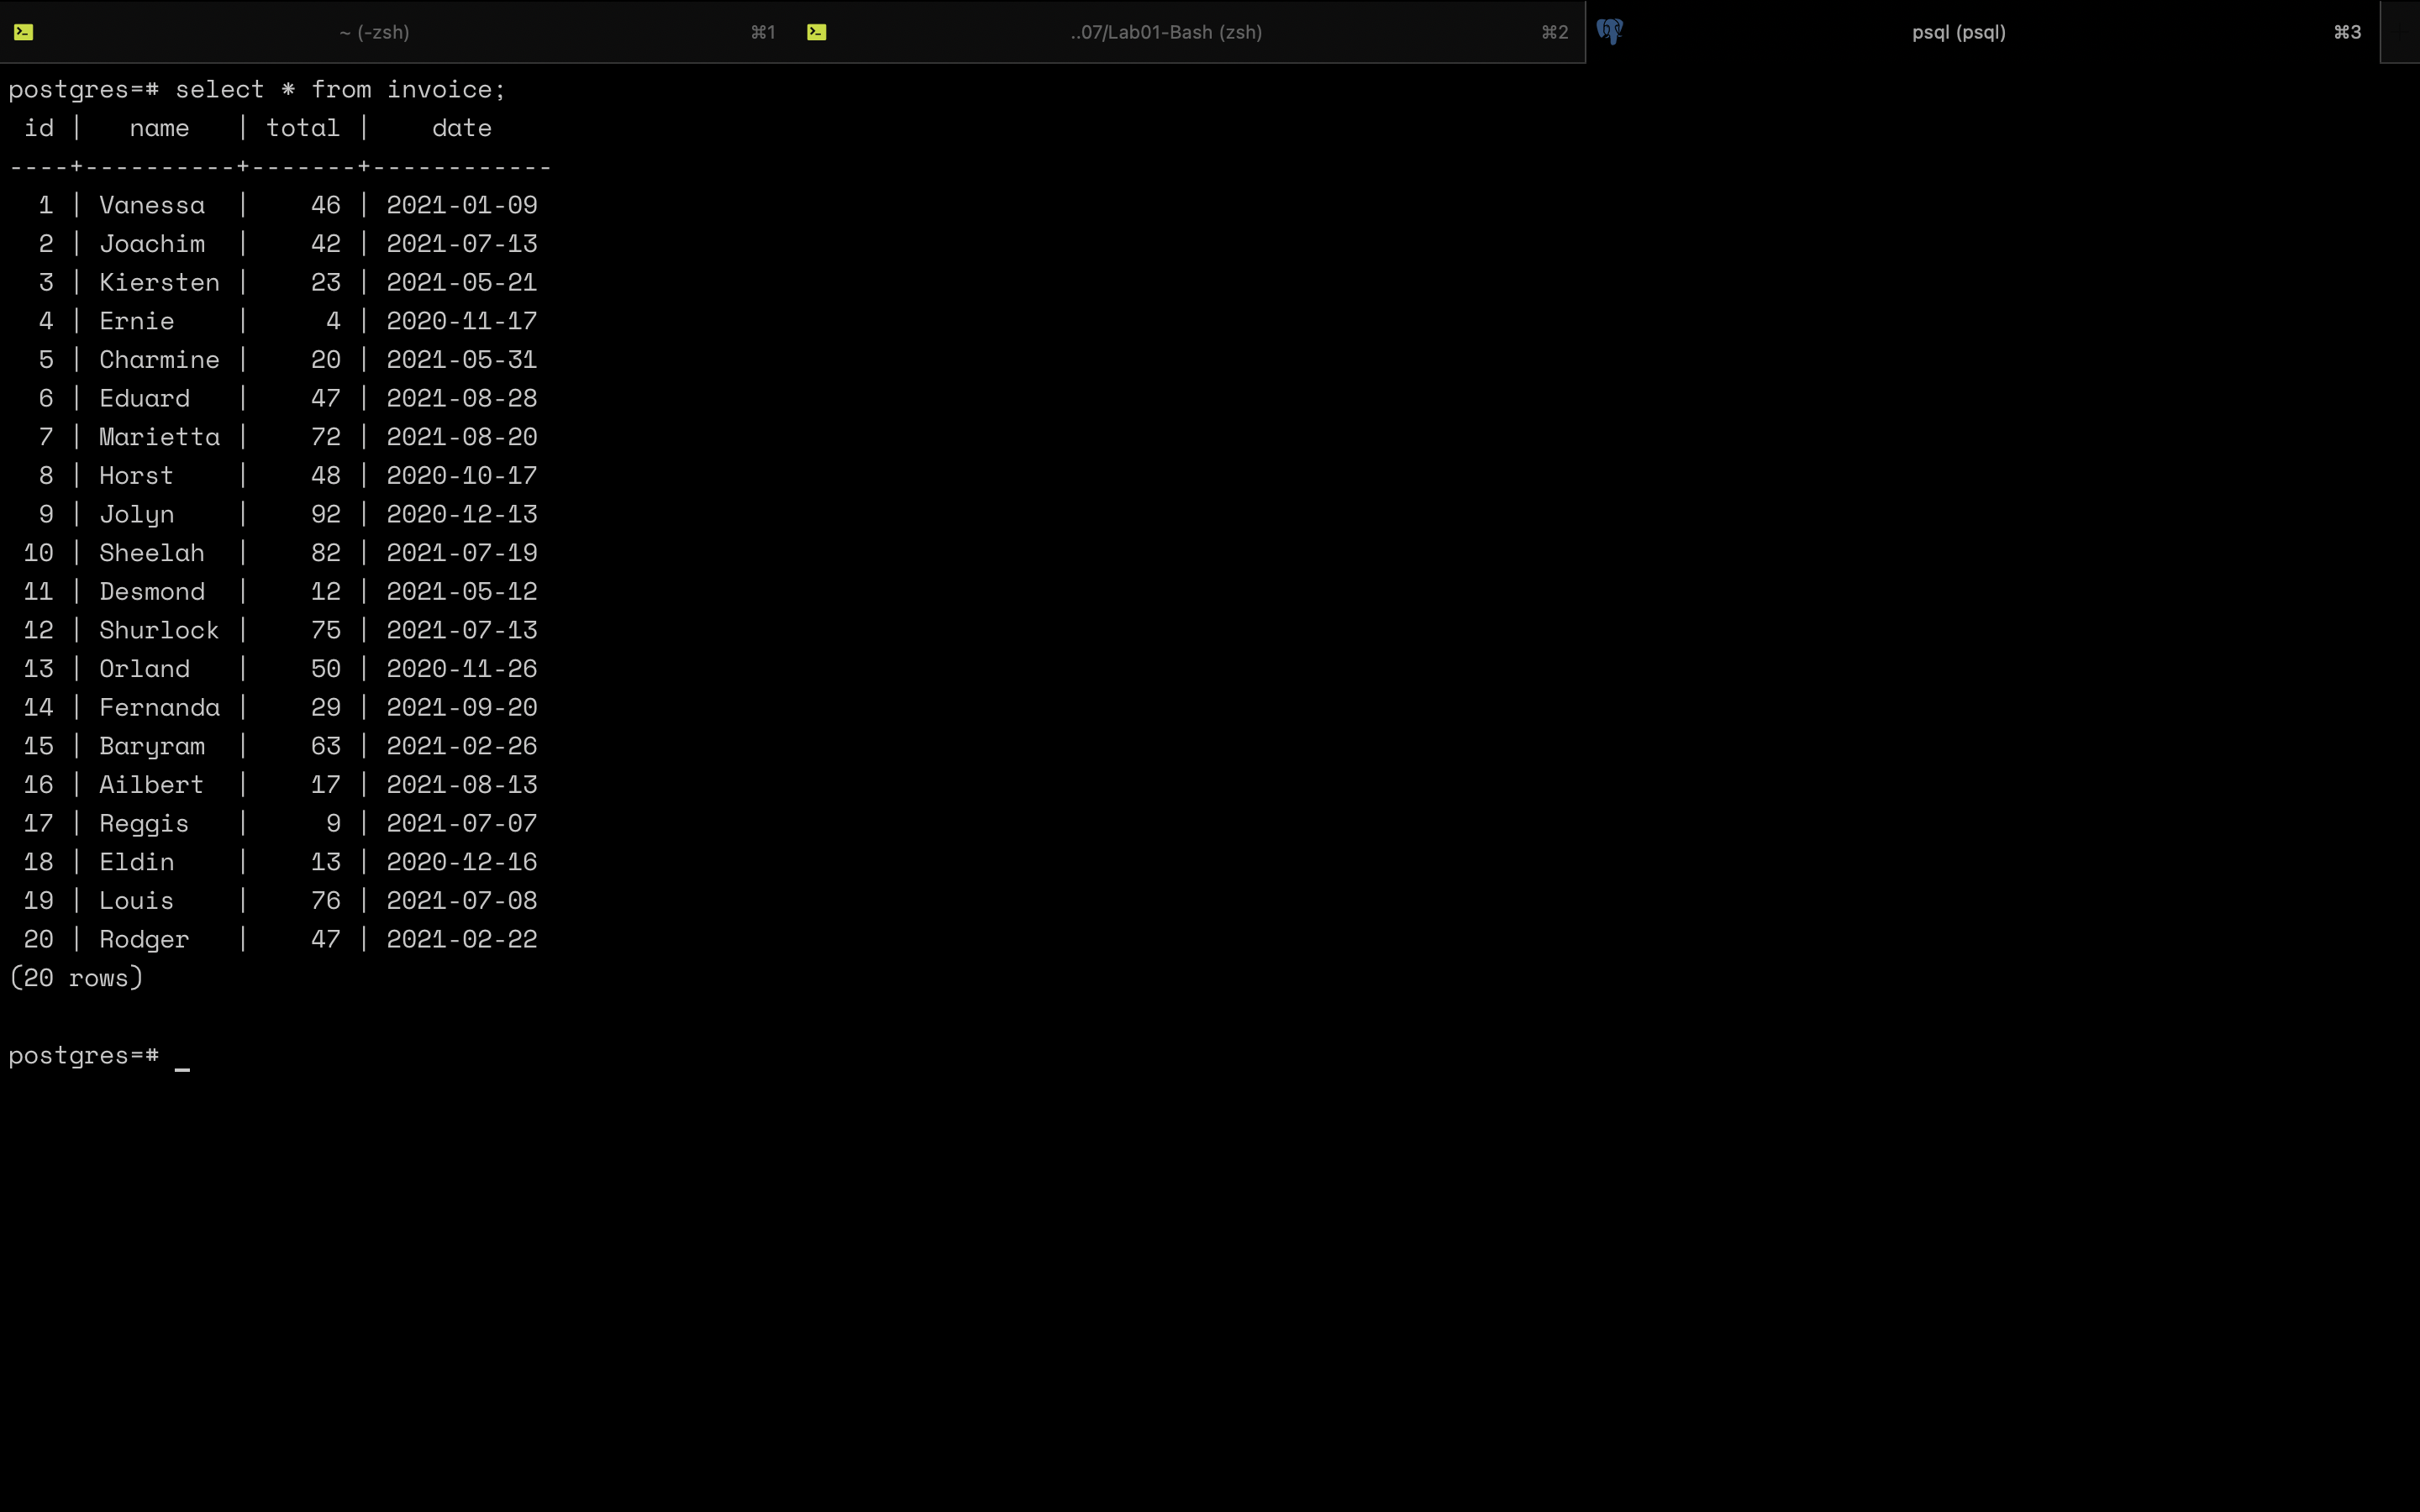 ~ (-zsh) ⌘1 ..07/Lab01-Bash (zsh) ⌘2 psql (psql) ⌘3
postgres=# select * from invoice;
 id |   name   | total |    date
----+----------+-------+------------
  1 | Vanessa  |    46 | 2021-01-09
  2 | Joachim  |    42 | 2021-07-13
  3 | Kiersten |    23 | 2021-05-21
  4 | Ernie    |     4 | 2020-11-17
  5 | Charmine |    20 | 2021-05-31
  6 | Eduard   |    47 | 2021-08-28
  7 | Marietta |    72 | 2021-08-20
  8 | Horst    |    48 | 2020-10-17
  9 | Jolyn    |    92 | 2020-12-13
 10 | Sheelah  |    82 | 2021-07-19
 11 | Desmond  |    12 | 2021-05-12
 12 | Shurlock |    75 | 2021-07-13
 13 | Orland   |    50 | 2020-11-26
 14 | Fernanda |    29 | 2021-09-20
 15 | Baryram  |    63 | 2021-02-26
 16 | Ailbert  |    17 | 2021-08-13
 17 | Reggis   |     9 | 2021-07-07
 18 | Eldin    |    13 | 2020-12-16
 19 | Louis    |    76 | 2021-07-08
 20 | Rodger   |    47 | 2021-02-22
(20 rows)
postgres=# _